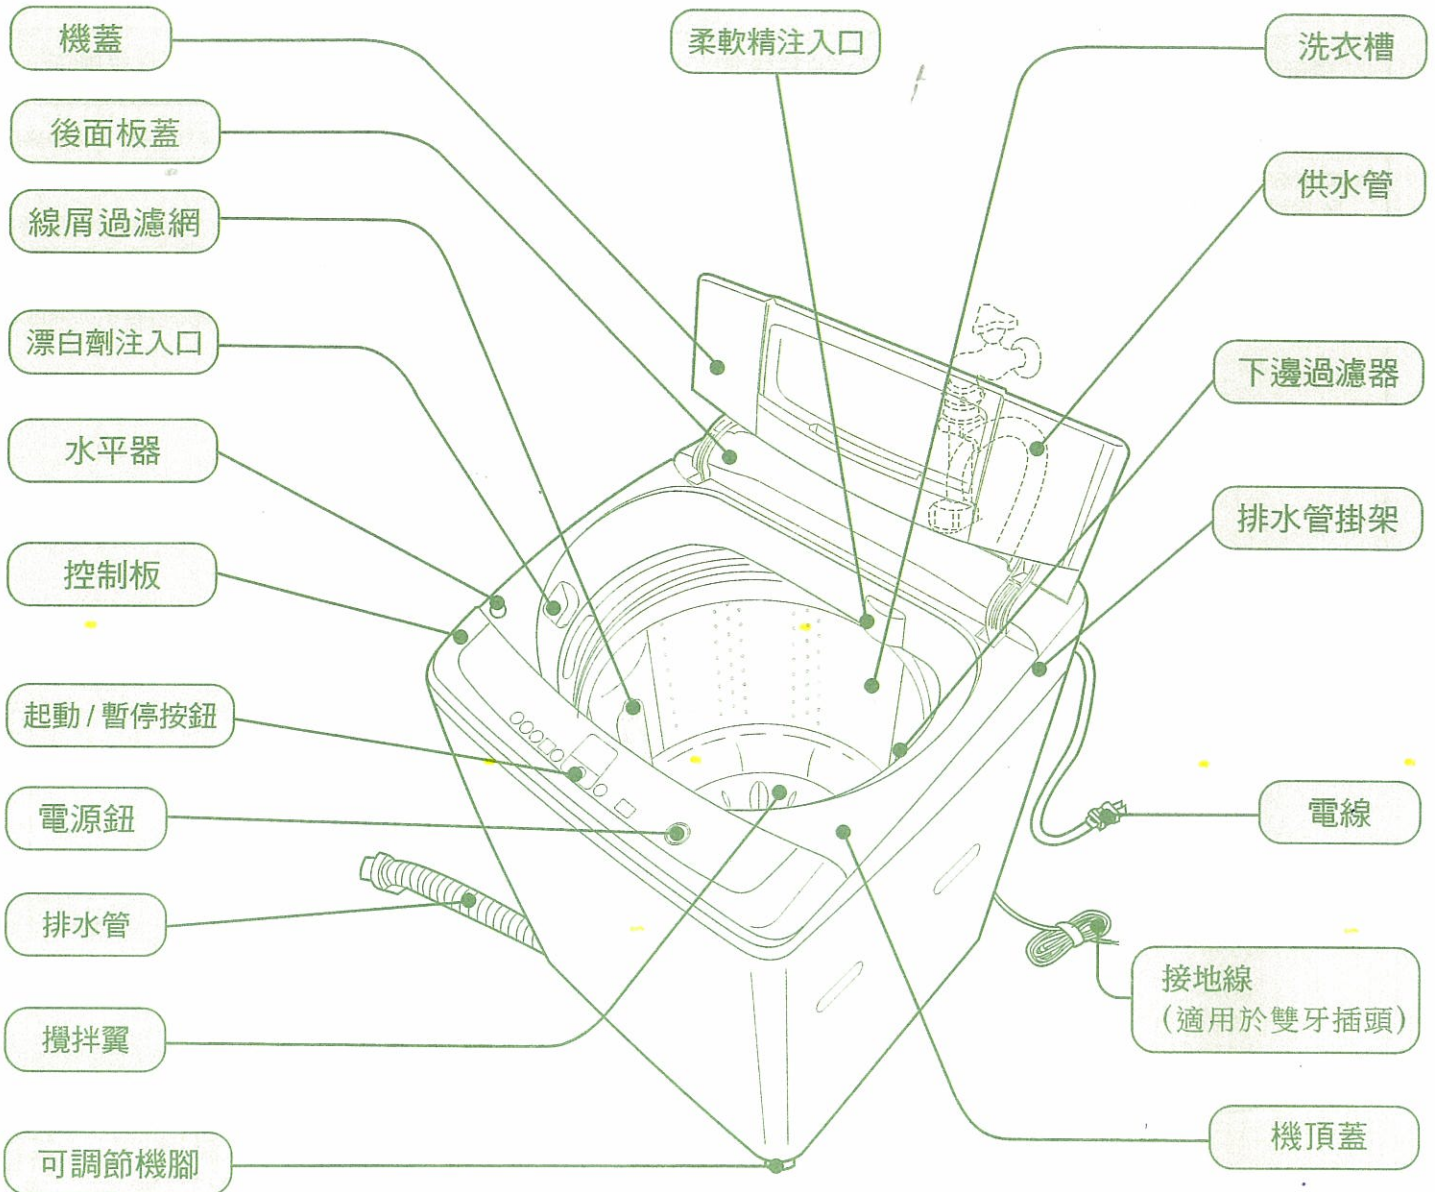 機蓋
後面板蓋
線屑過濾網
漂白劑注入口
水平器
控制板
起動/暫停按鈕
電源鈕
排水管
攪拌翼
可調節機腳
柔軟精注入口
洗衣槽
供水管
下邊過濾器
排水管掛架
電線
接地線
(適用於雙牙插頭)
機頂蓋